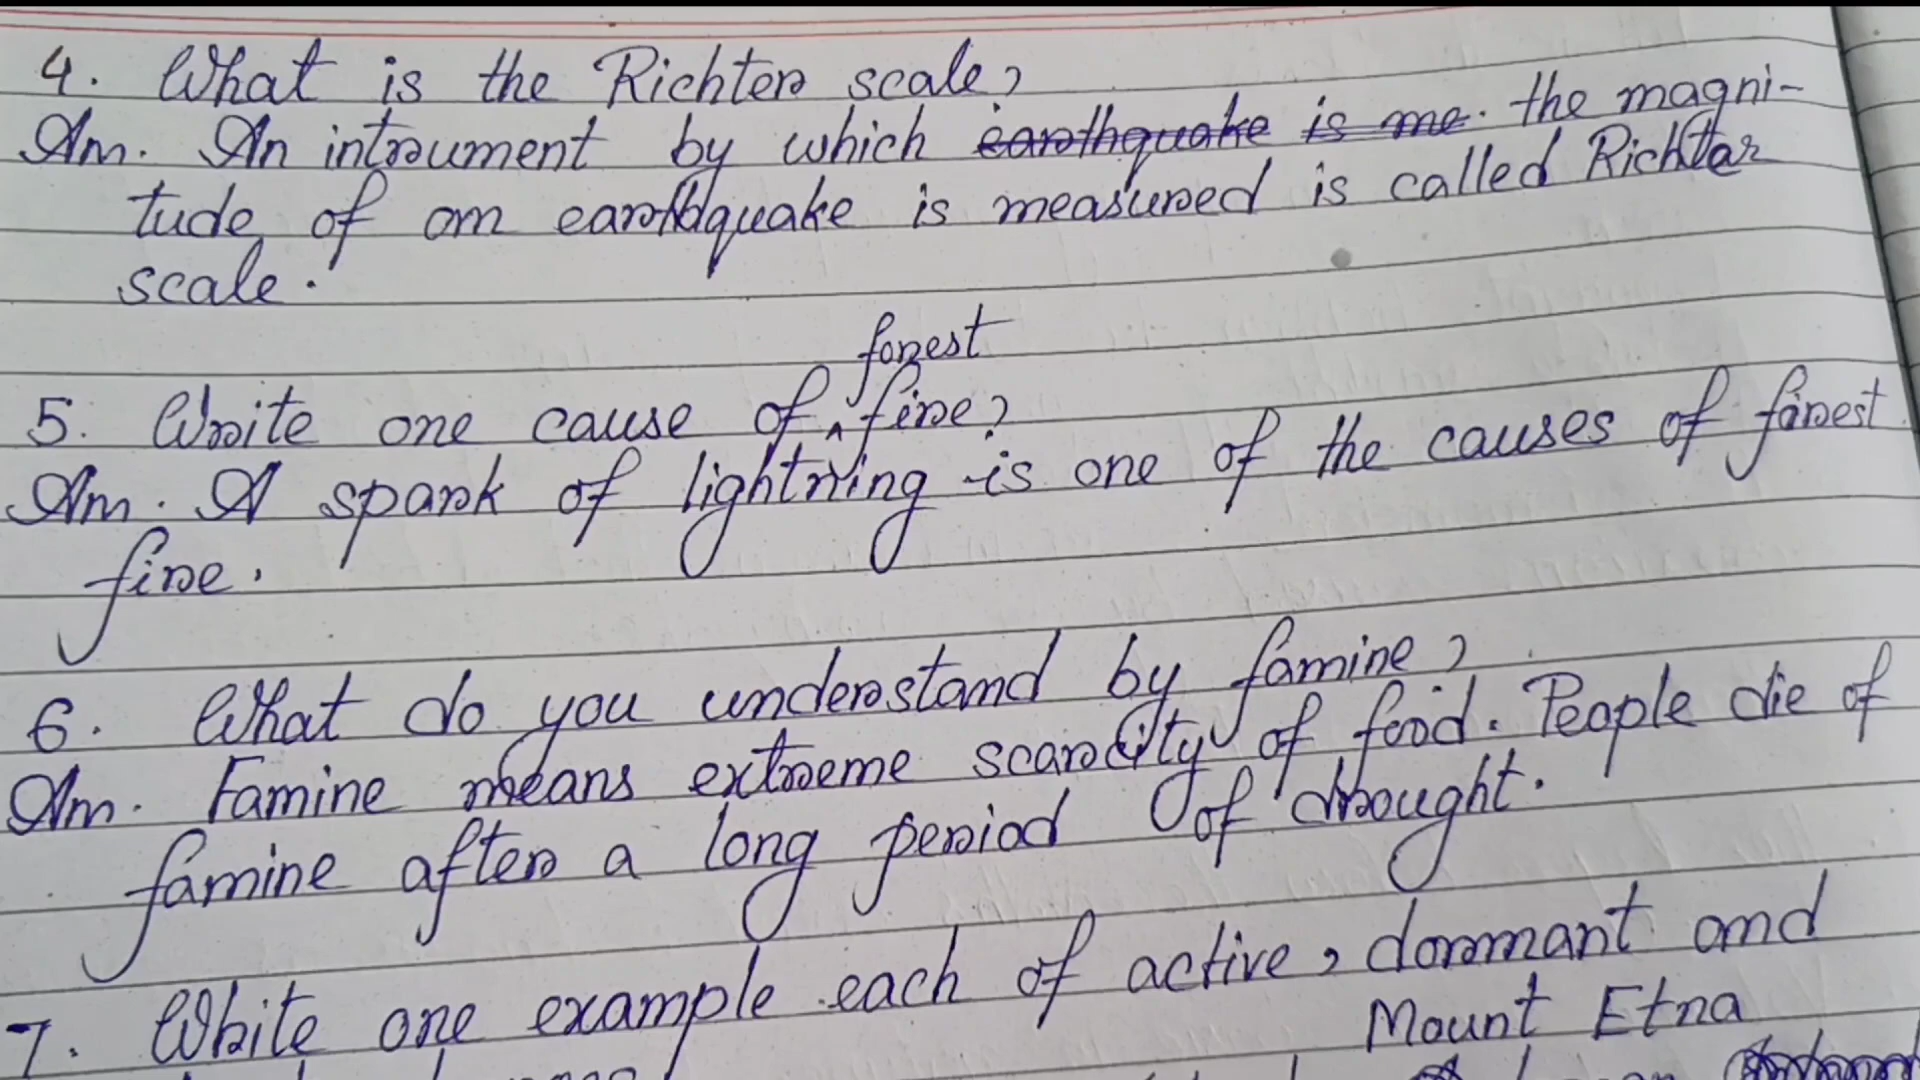 4. What is the Richter scale?
Ans. An intrument by which earthquake is me. the magni-
tude of an earthquake is measured is called Richtar
scale.
forest
5. Write one cause of ^ fire?
Ans. A spark of lightning is one of the causes of forest
fire.
6. What do you understand by famine?
Ans. Famine means extreme scarcity of food. People die of
famine after a long period of drought.
7. Write one example each of active, dormant and
Mount Etna